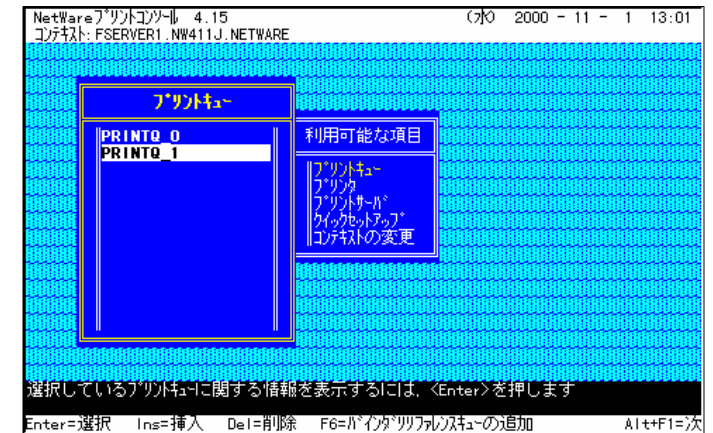 NetWareﾌﾟﾘﾝﾄｺﾝｿｰﾙ 4.15 (水) 2000 - 11 - 1 13:01
ｺﾝﾃｷｽﾄ: FSERVER1.NW411J.NETWARE
ﾌﾟﾘﾝﾄｷｭｰ
PRINTQ_0
PRINTQ_1
利用可能な項目
ﾌﾟﾘﾝﾄｷｭｰ
ﾌﾟﾘﾝﾀ
ﾌﾟﾘﾝﾄｻｰﾊﾞ
ｸｲｯｸｾｯﾄｱｯﾌﾟ
ｺﾝﾃｷｽﾄの変更
選択しているﾌﾟﾘﾝﾄｷｭｰに関する情報を表示するには、<Enter>を押します
Enter=選択 Ins=挿入 Del=削除 F6=ﾊﾞｲﾝﾀﾞﾘﾘﾌｧﾚﾝｽｷｭｰの追加 Alt+F1=次